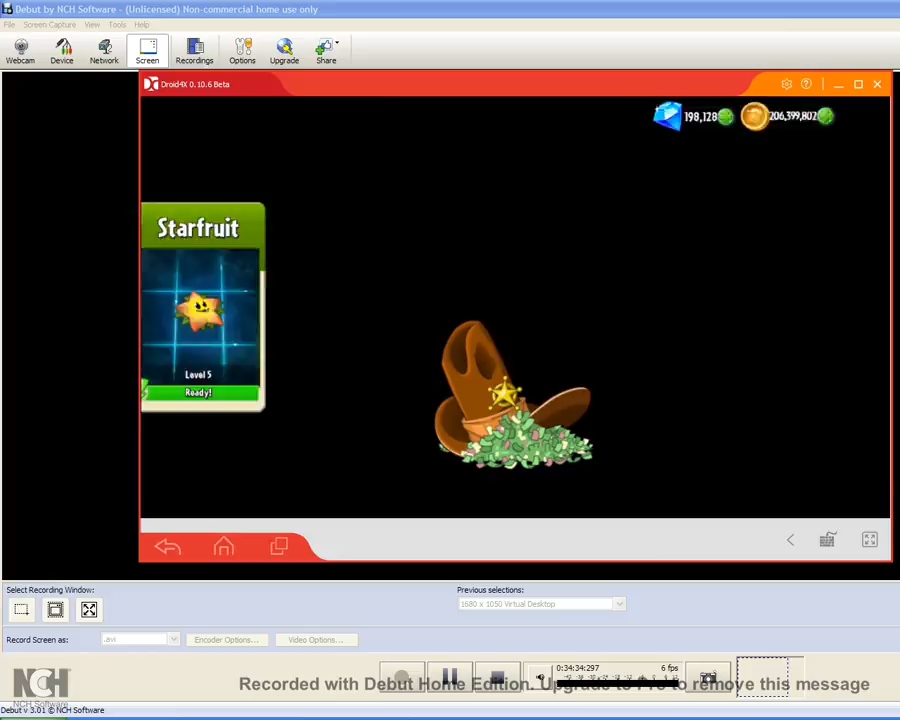 Debut by NCH Software - (Unlicensed) Non-commercial home use only
File Screen Capture View Tools Help
Webcam Device Network Screen Recordings Options Upgrade Share
Droid4X 0.10.6 Beta
198,128 206,399,802
Starfruit
Level 5
Ready!
Select Recording Window:
Previous selections:
1680 x 1050 Virtual Desktop
Record Screen as: .avi Encoder Options... Video Options...
0:34:34:297 6 fps
NCH
NCH Software
Recorded with Debut Home Edition. Upgrade to Pro to remove this message
Debut v 3.01 © NCH Software